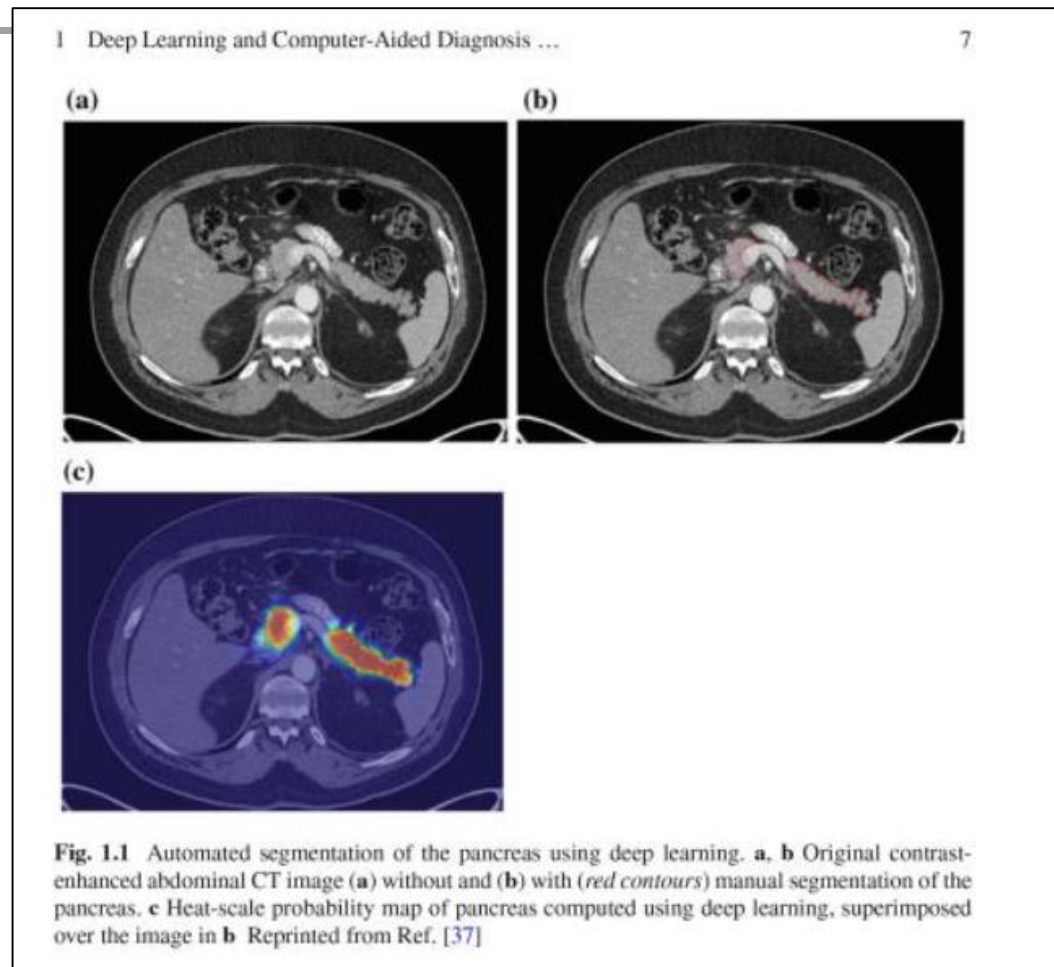 1 Deep Learning and Computer-Aided Diagnosis ... 7
(a) (b)
(c)
Fig. 1.1 Automated segmentation of the pancreas using deep learning. a, b Original contrast-
enhanced abdominal CT image (a) without and (b) with (red contours) manual segmentation of the
pancreas. c Heat-scale probability map of pancreas computed using deep learning, superimposed
over the image in b Reprinted from Ref. [37]